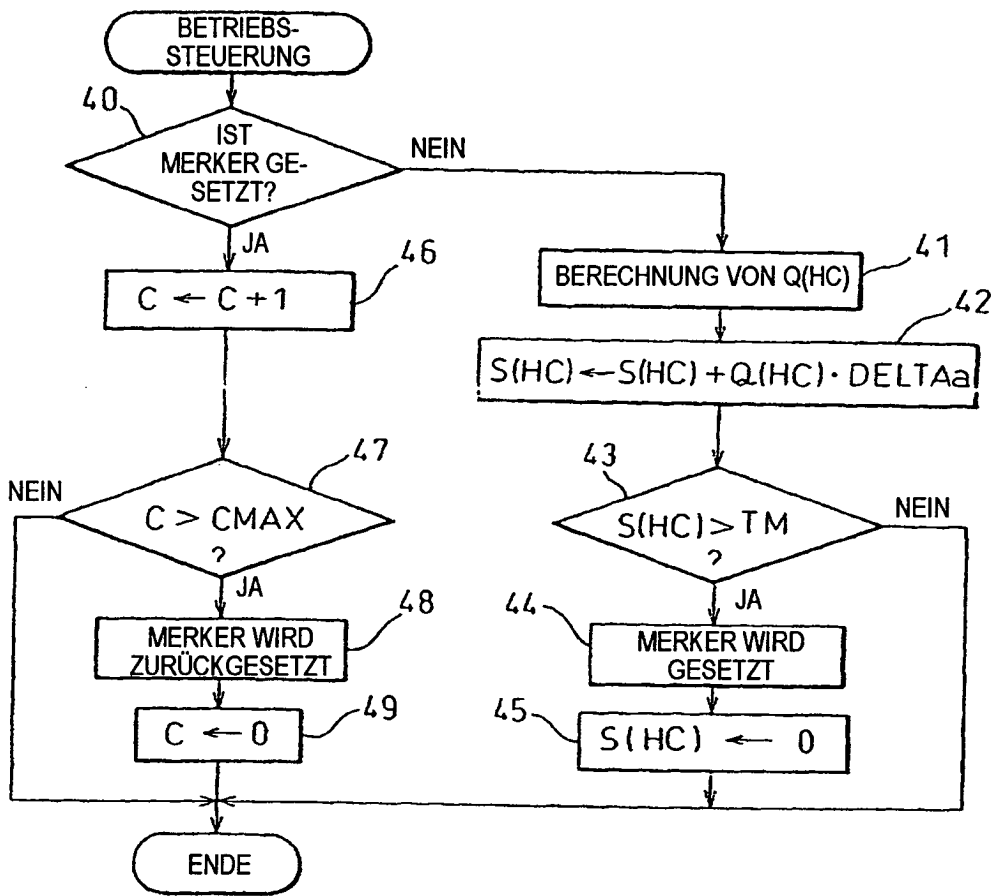 BETRIEBS-
STEUERUNG
40
IST
MERKER GE-
SETZT?
NEIN
JA
46
C ← C + 1
41
BERECHNUNG VON Q(HC)
42
S(HC) ← S(HC) + Q(HC) · DELTAa
47
NEIN
C > CMAX
?
JA
43
S(HC) > TM
?
NEIN
JA
48
MERKER WIRD
ZURÜCKGESETZT
44
MERKER WIRD
GESETZT
49
C ← 0
45
S(HC) ← 0
ENDE